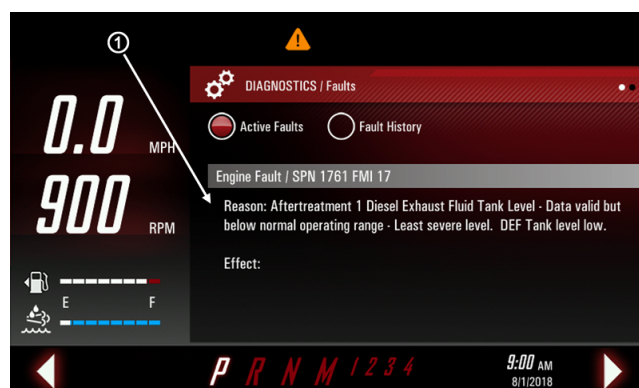 1
DIAGNOSTICS / Faults
0.0 MPH
Active Faults Fault History
Engine Fault / SPN 1761 FMI 17
900 RPM
Reason: Aftertreatment 1 Diesel Exhaust Fluid Tank Level - Data valid but
below normal operating range - Least severe level. DEF Tank level low.
Effect:
E F
P R N M 1 2 3 4
9:00 AM
8/1/2018